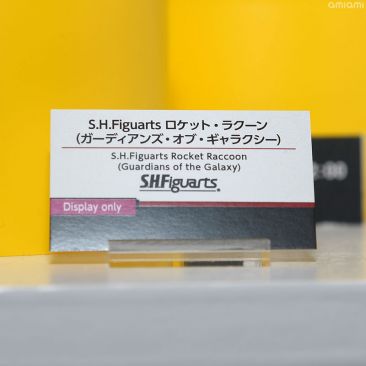 amiami
S.H.Figuarts ロケット・ラクーン
(ガーディアンズ・オブ・ギャラクシー)
S.H.Figuarts Rocket Raccoon
(Guardians of the Galaxy)
S.H.Figuarts
Display only